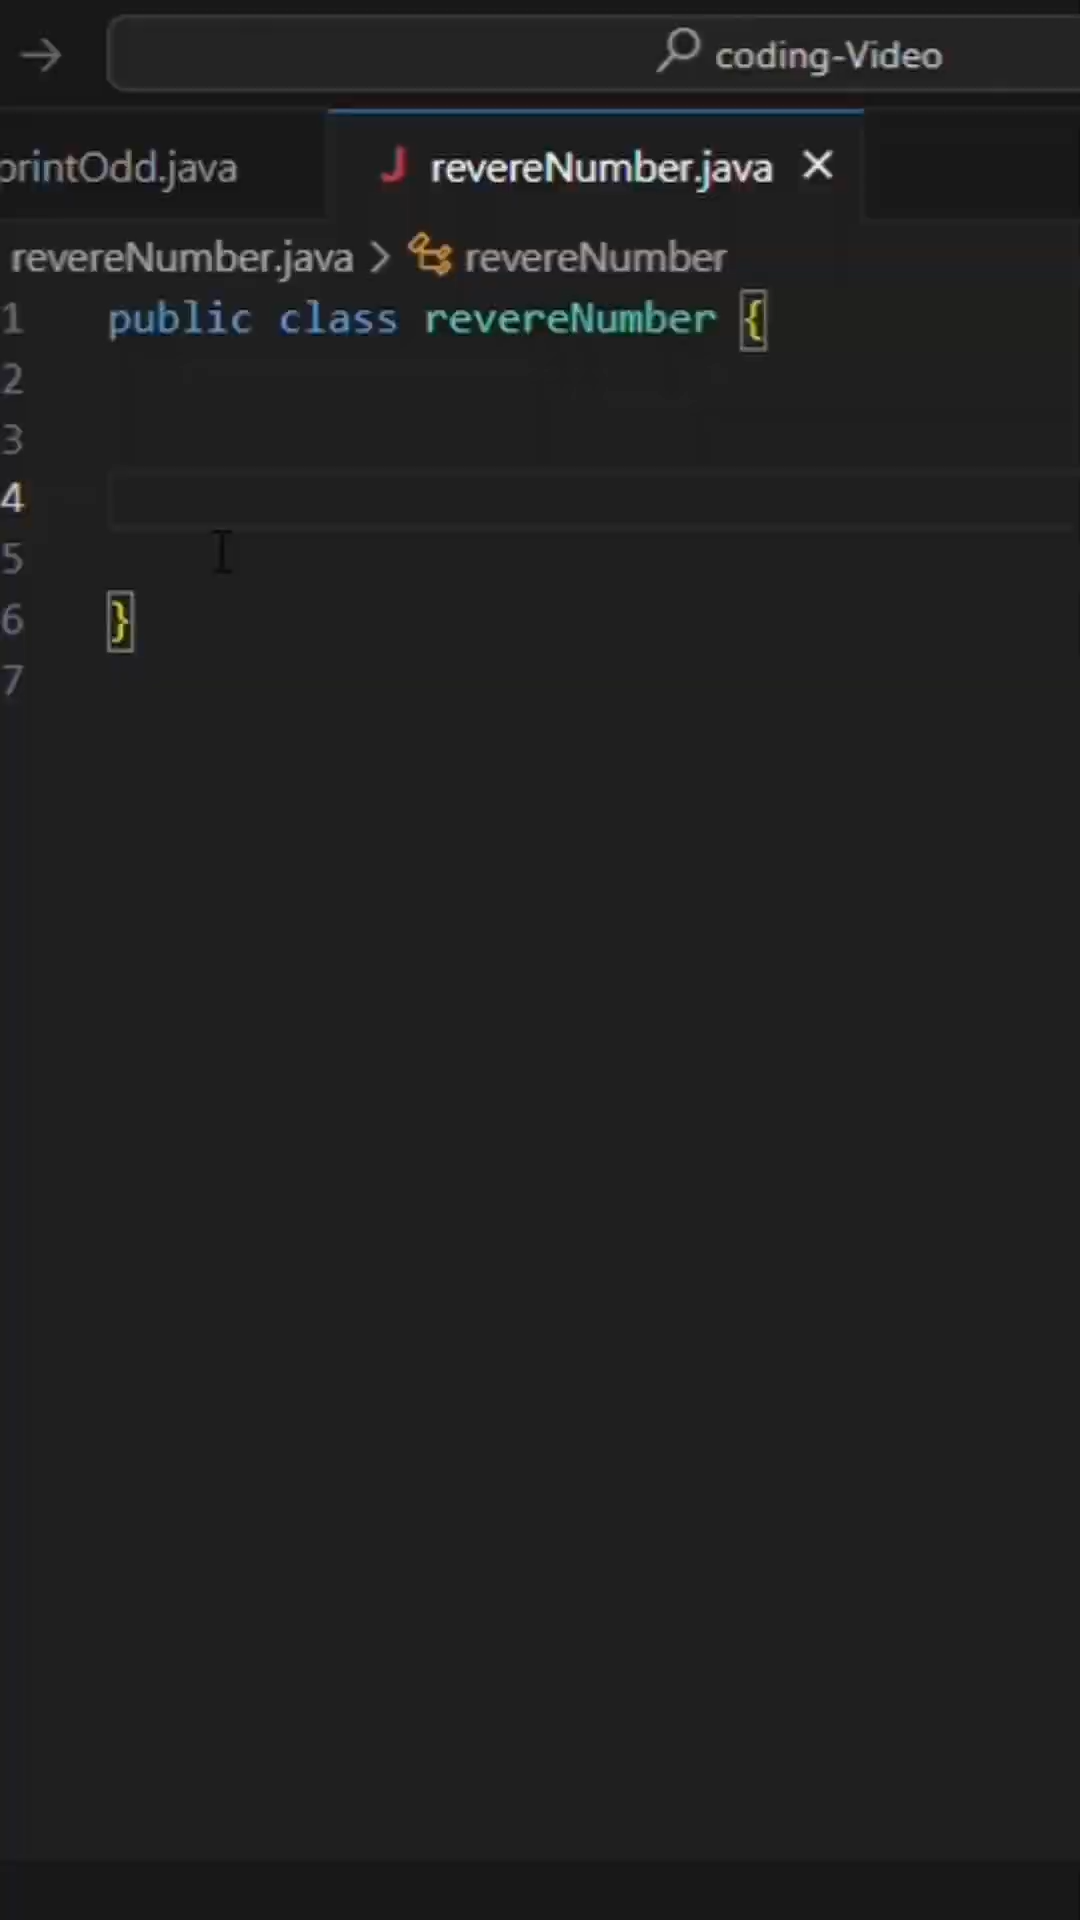 coding-Video
printOdd.java
J revereNumber.java
revereNumber.java > revereNumber
1 public class revereNumber {
2
3
4
5
6 }
7